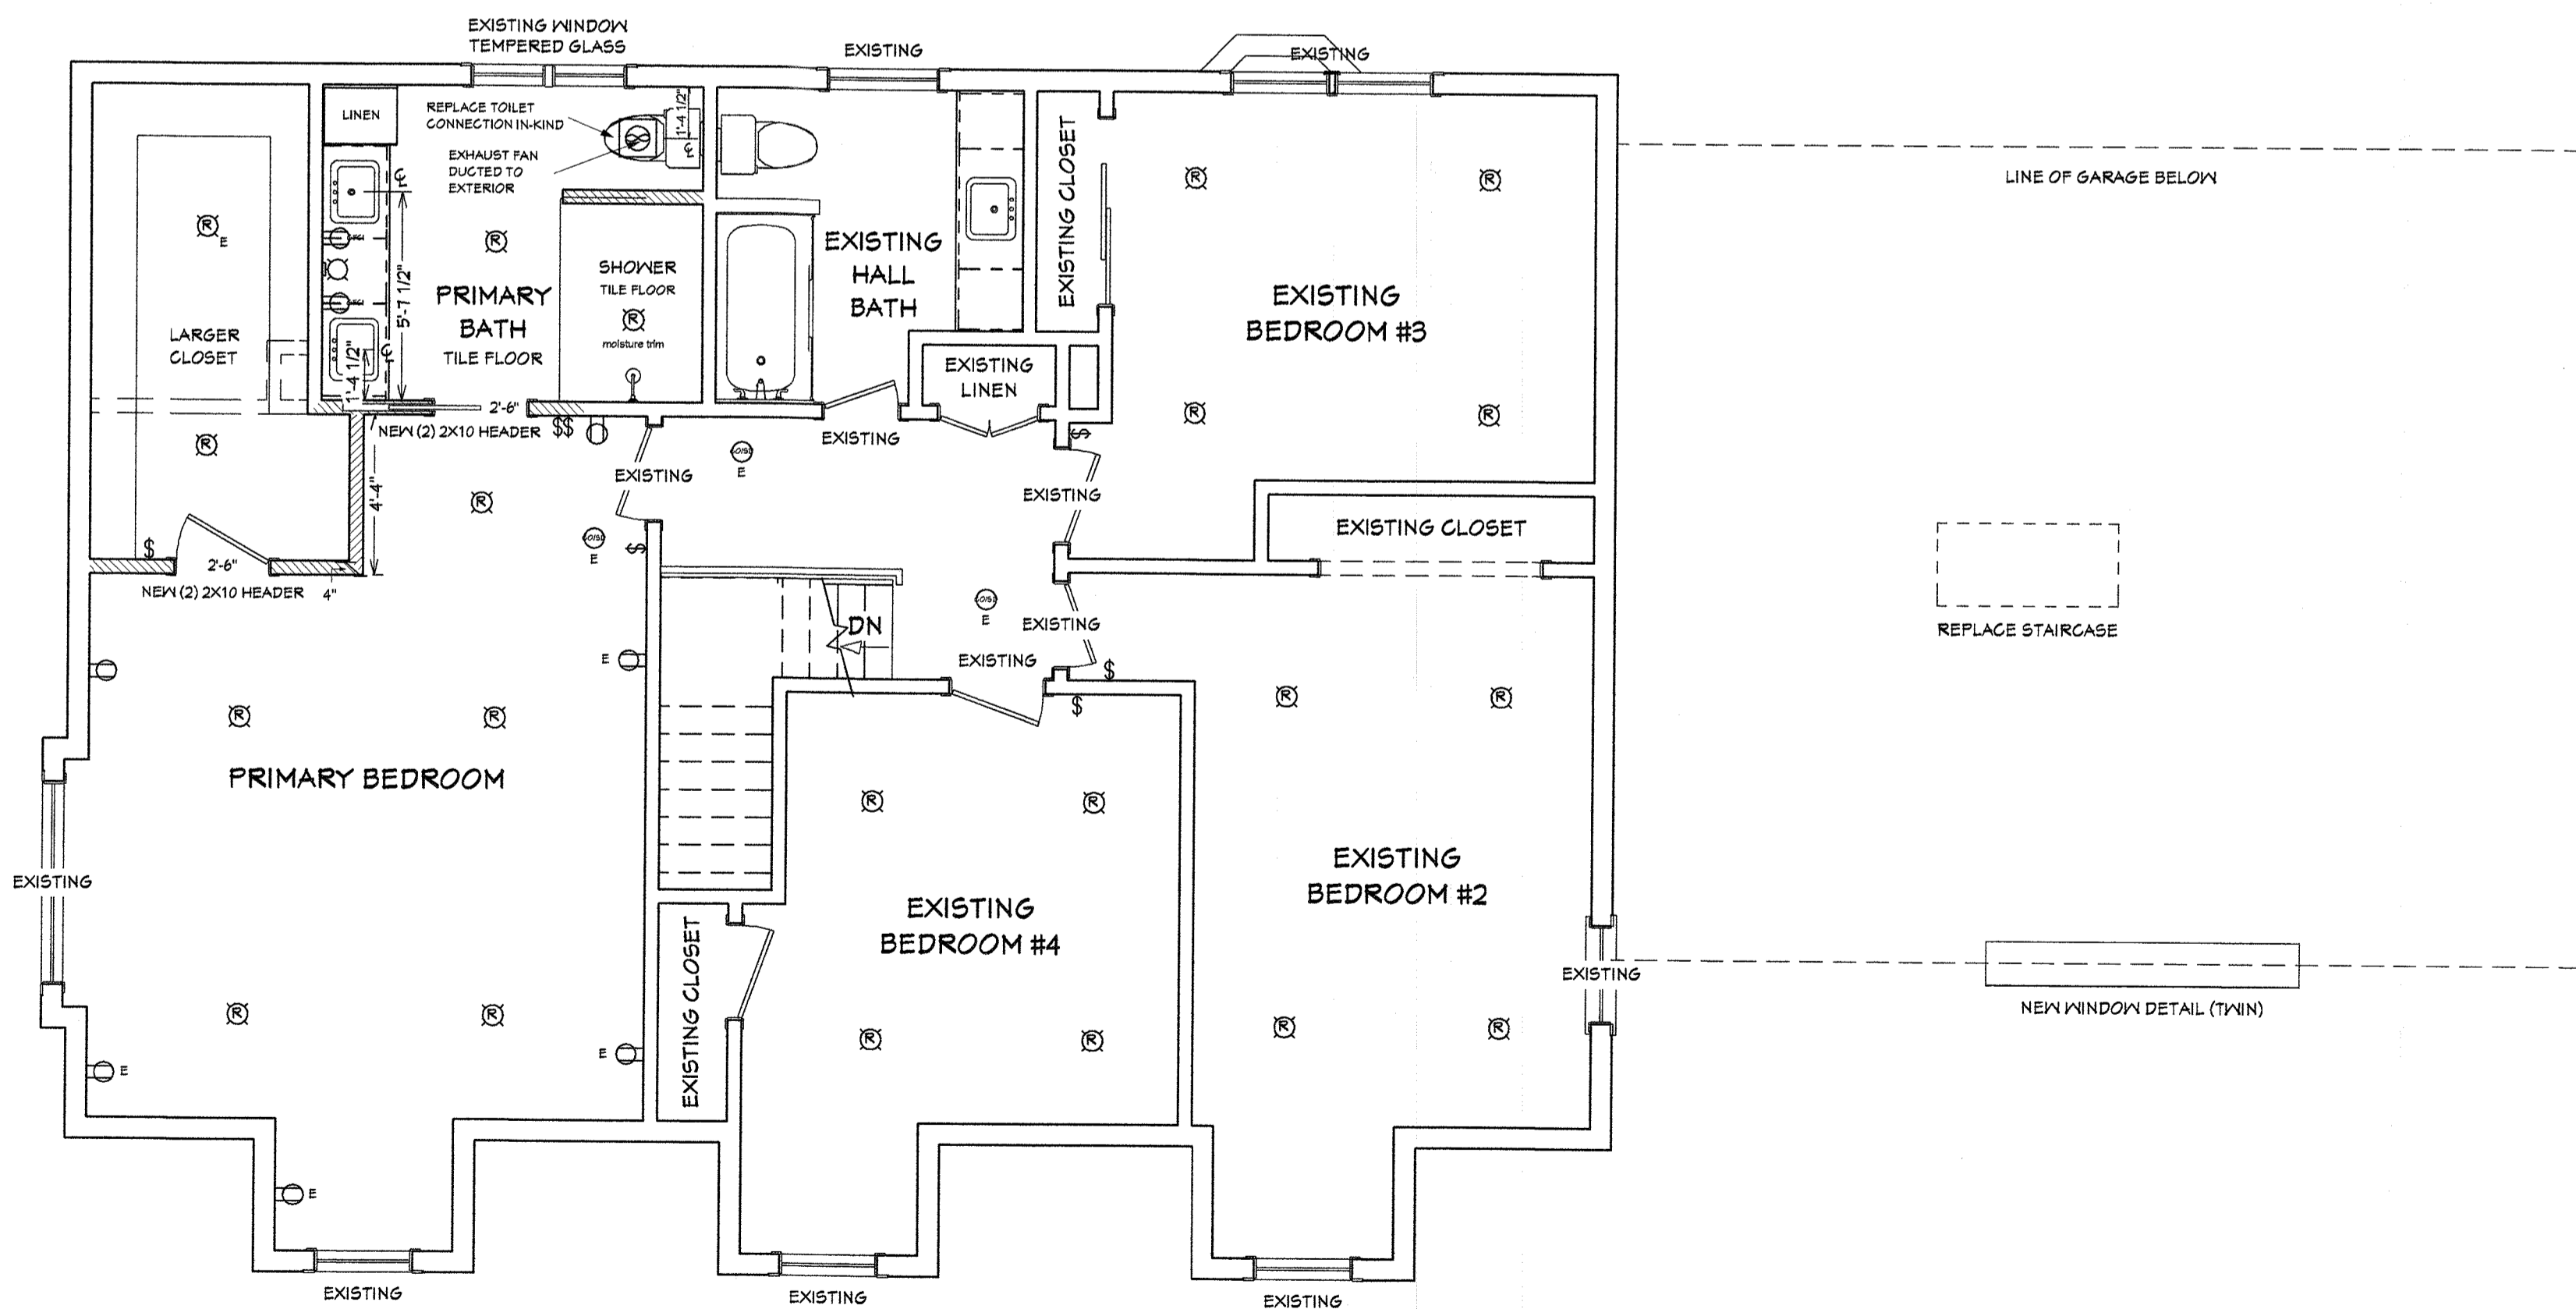 EXISTING WINDOW
TEMPERED GLASS
EXISTING
EXISTING
LINEN
REPLACE TOILET
CONNECTION IN-KIND
1'-4 1/2"
℄
EXHAUST FAN
DUCTED TO
EXTERIOR
℄
5'-7 1/2"
R
E
R
PRIMARY
BATH
TILE FLOOR
SHOWER
TILE FLOOR
R
moisture trim
LARGER
CLOSET
1'-4 1/2"
℄
EXISTING
HALL
BATH
EXISTING CLOSET
R
R
EXISTING
BEDROOM #3
LINE OF GARAGE BELOW
EXISTING
LINEN
R
R
2'-6"
NEW (2) 2X10 HEADER
$$
EXISTING
$
R
4'-4"
R
EXISTING
E
EXISTING
E
$
EXISTING CLOSET
$
2'-6"
NEW (2) 2X10 HEADER
4"
E
EXISTING
DN
EXISTING
$
$
REPLACE STAIRCASE
E
R
R
R
R
PRIMARY BEDROOM
R
R
EXISTING
EXISTING
BEDROOM #4
EXISTING
BEDROOM #2
EXISTING CLOSET
EXISTING
R
R
R
R
R
R
NEW WINDOW DETAIL (TWIN)
E
E
E
EXISTING
EXISTING
EXISTING